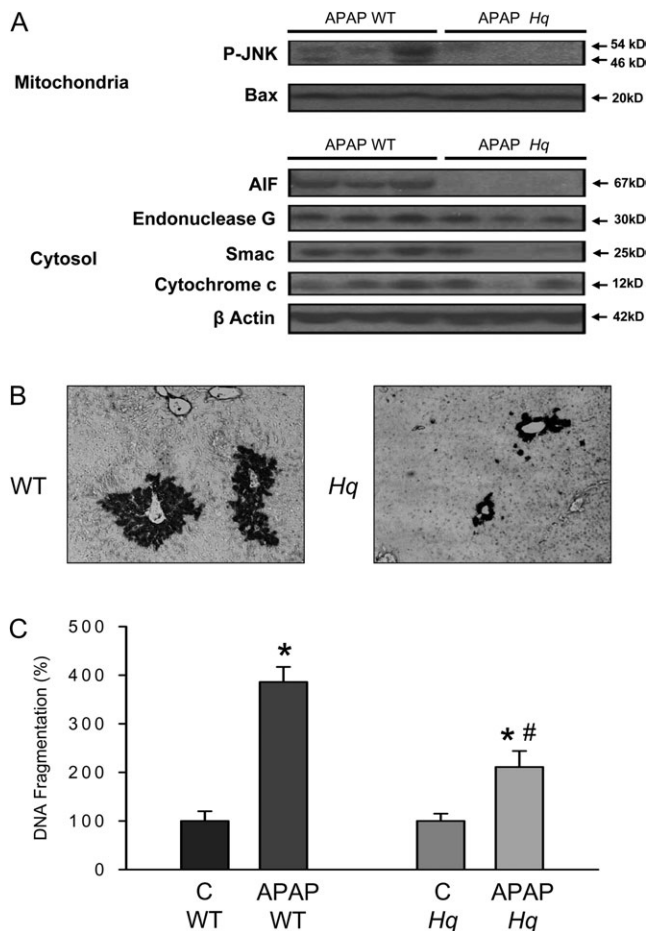 A
APAP WT APAP Hq
P-JNK 54 kD
46 kD
Mitochondria
Bax 20kD
APAP WT APAP Hq
AIF 67kD
Endonuclease G 30kD
Cytosol
Smac 25kD
Cytochrome c 12kD
β Actin 42kD
B
WT Hq
C
DNA Fragmentation (%)
500
400
300
200
100
0
*
* #
C APAP C APAP
WT WT Hq Hq